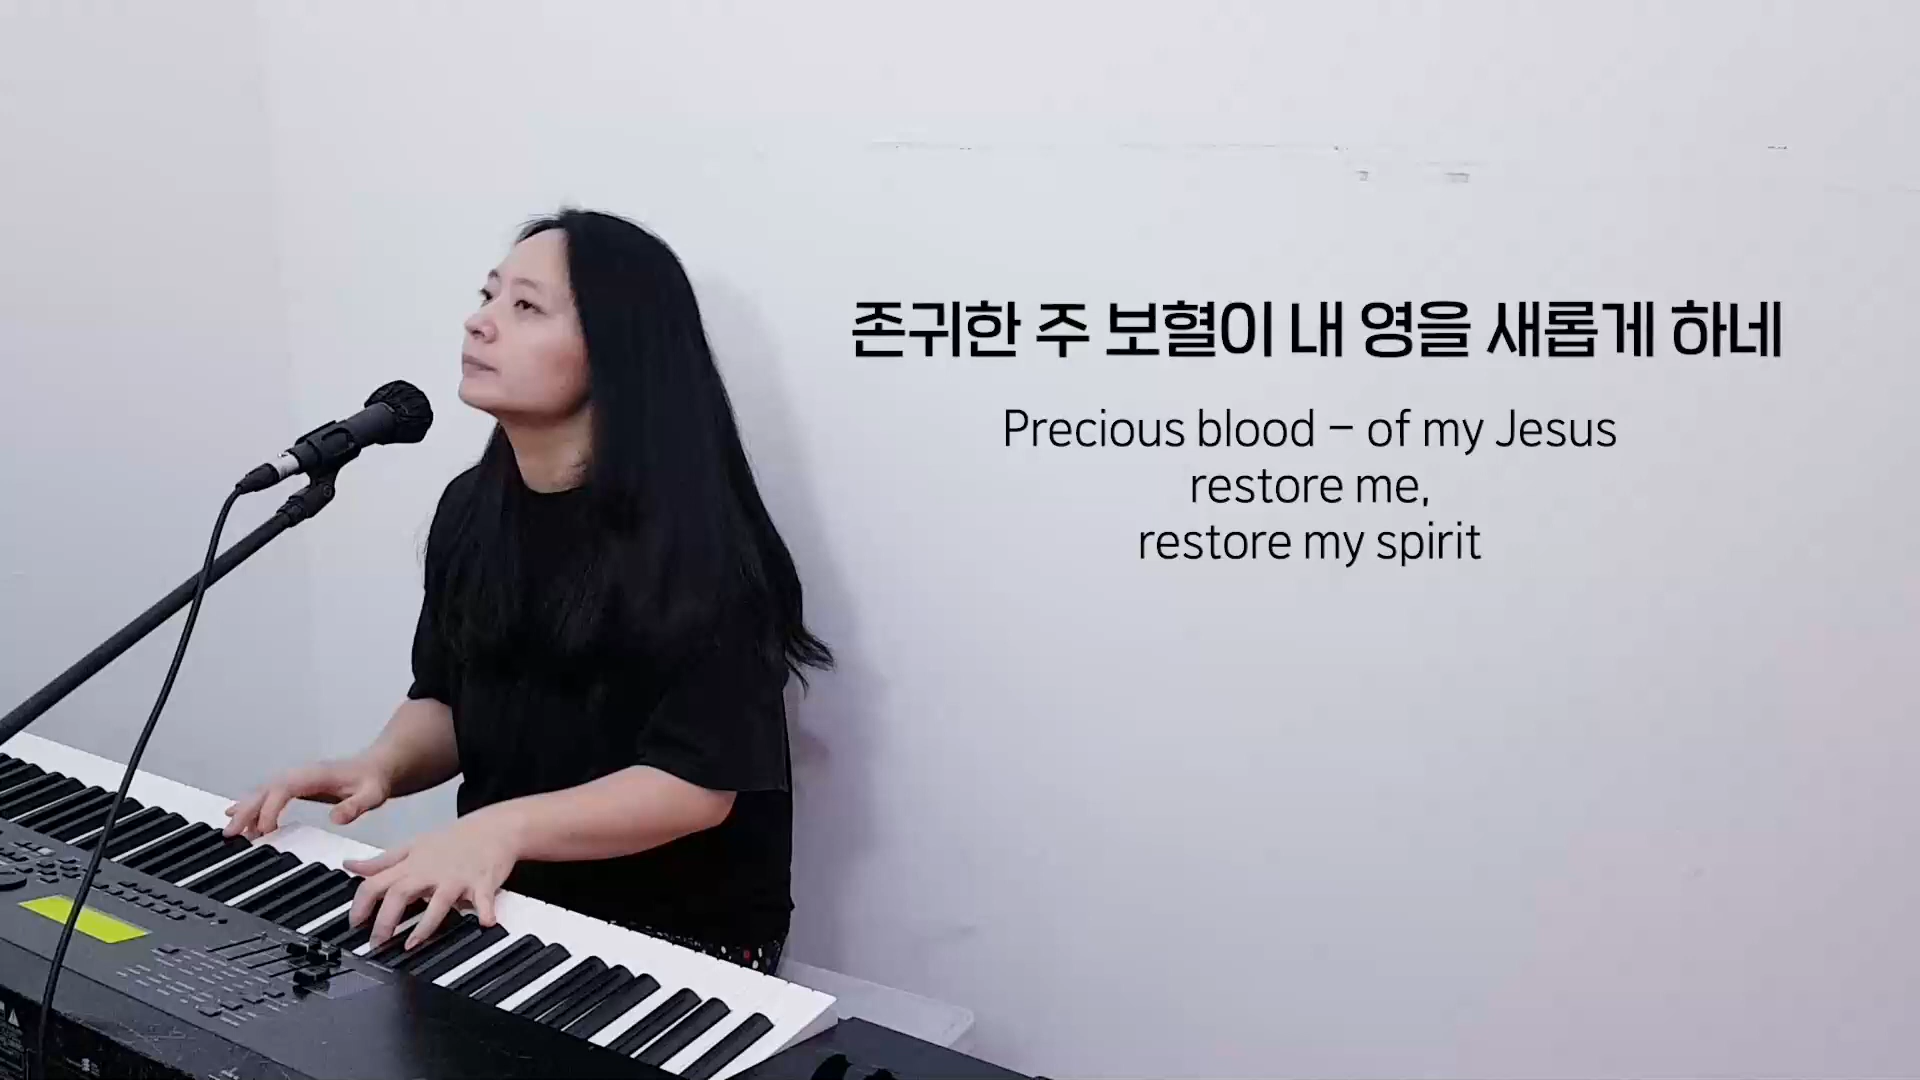 존귀한 주 보혈이 내 영을 새롭게 하네
Precious blood – of my Jesus
restore me,
restore my spirit